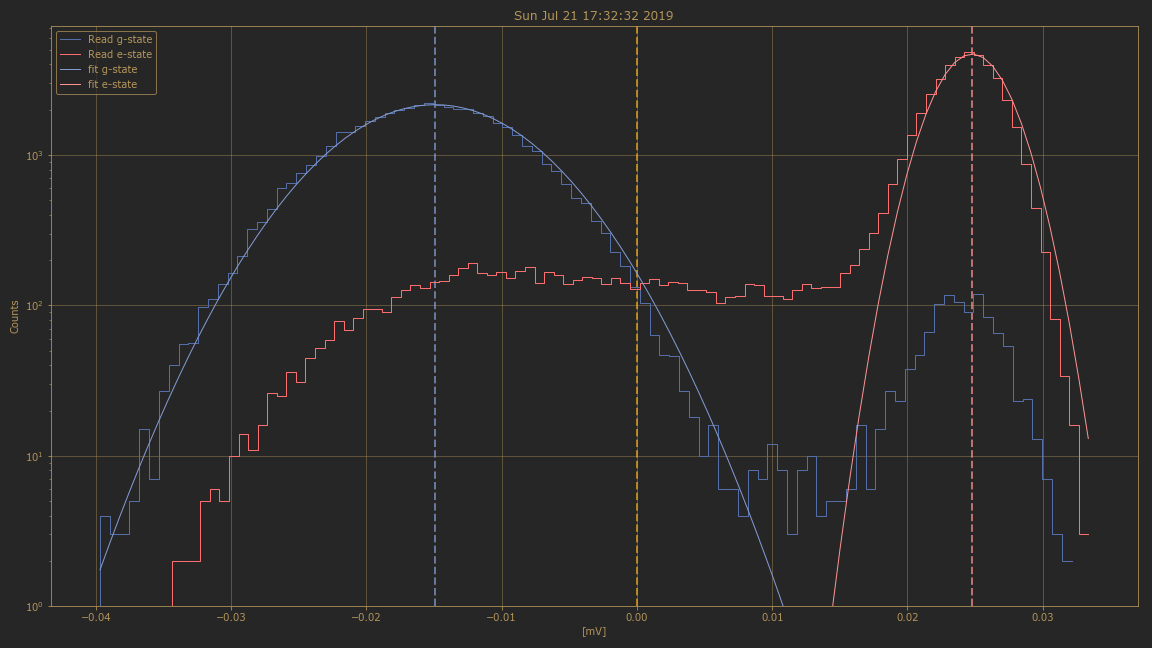 Sun Jul 21 17:32:32 2019
Read g-state
Read e-state
fit g-state
fit e-state
Counts
10³
10²
10¹
10⁰
−0.04 −0.03 −0.02 −0.01 0.00 0.01 0.02 0.03
[mV]